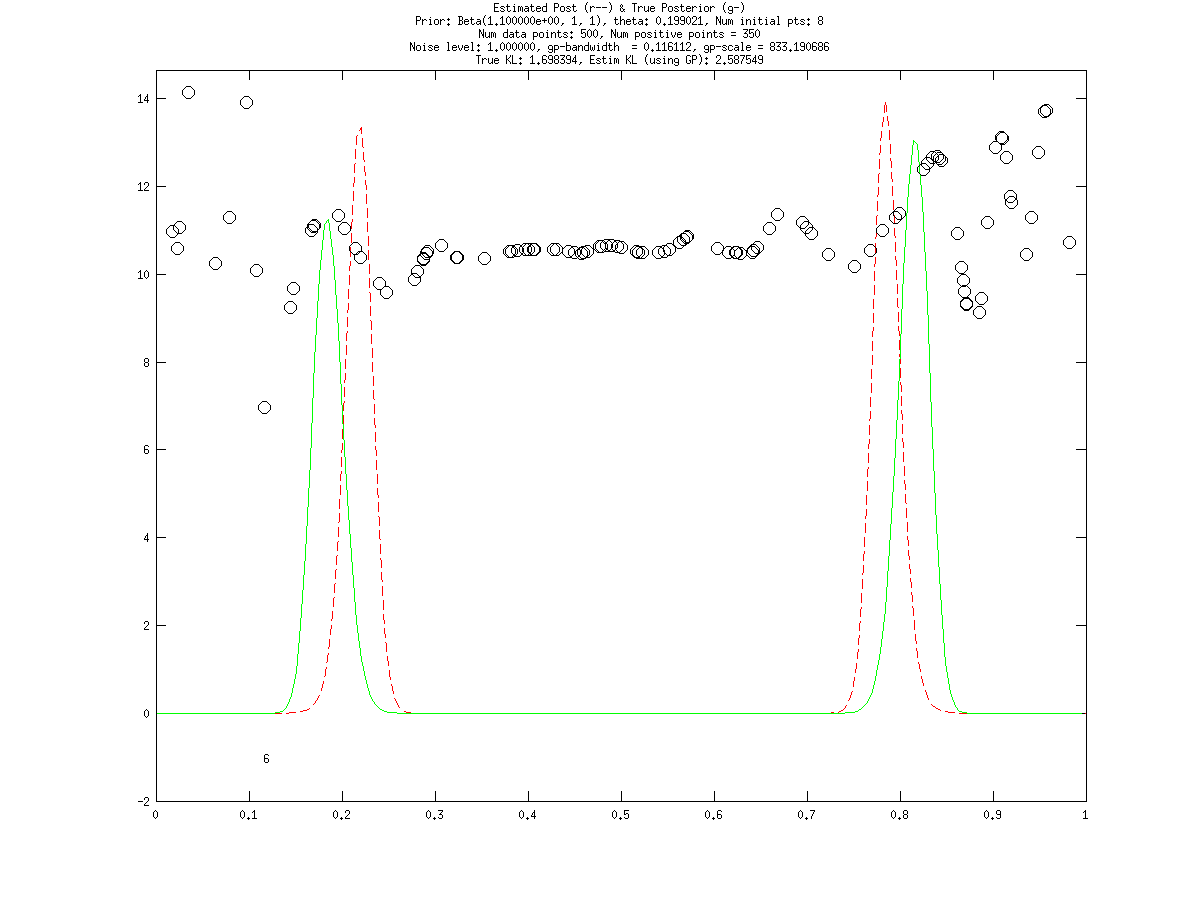 Estimated Post (r--) & True Posterior (g-)
Prior: Beta(1.100000e+00, 1, 1), theta: 0.199021, Num initial pts: 8
Num data points: 500, Num positive points = 350
Noise level: 1.000000, gp-bandwidth  = 0.116112, gp-scale = 833.190686
True KL: 1.698394, Estim KL (using GP): 2.587549
14
12
10
8
6
4
2
0
6
-2
0 0.1 0.2 0.3 0.4 0.5 0.6 0.7 0.8 0.9 1